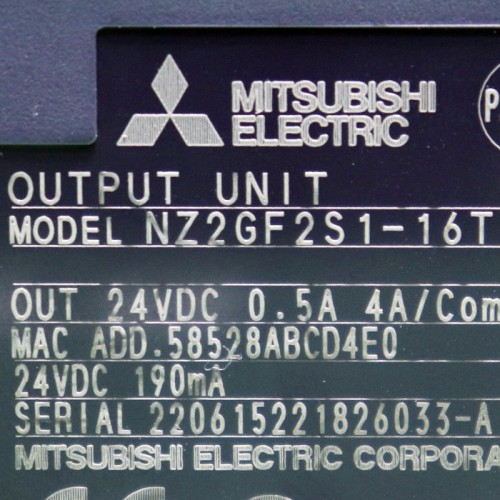 MITSUBISHI
ELECTRIC
OUTPUT UNIT
MODEL NZ2GF2S1-16T
OUT 24VDC 0.5A 4A/Com
MAC ADD.58528ABCD4E0
24VDC 190mA
SERIAL 220615221826033-A
MITSUBISHI ELECTRIC CORPORA